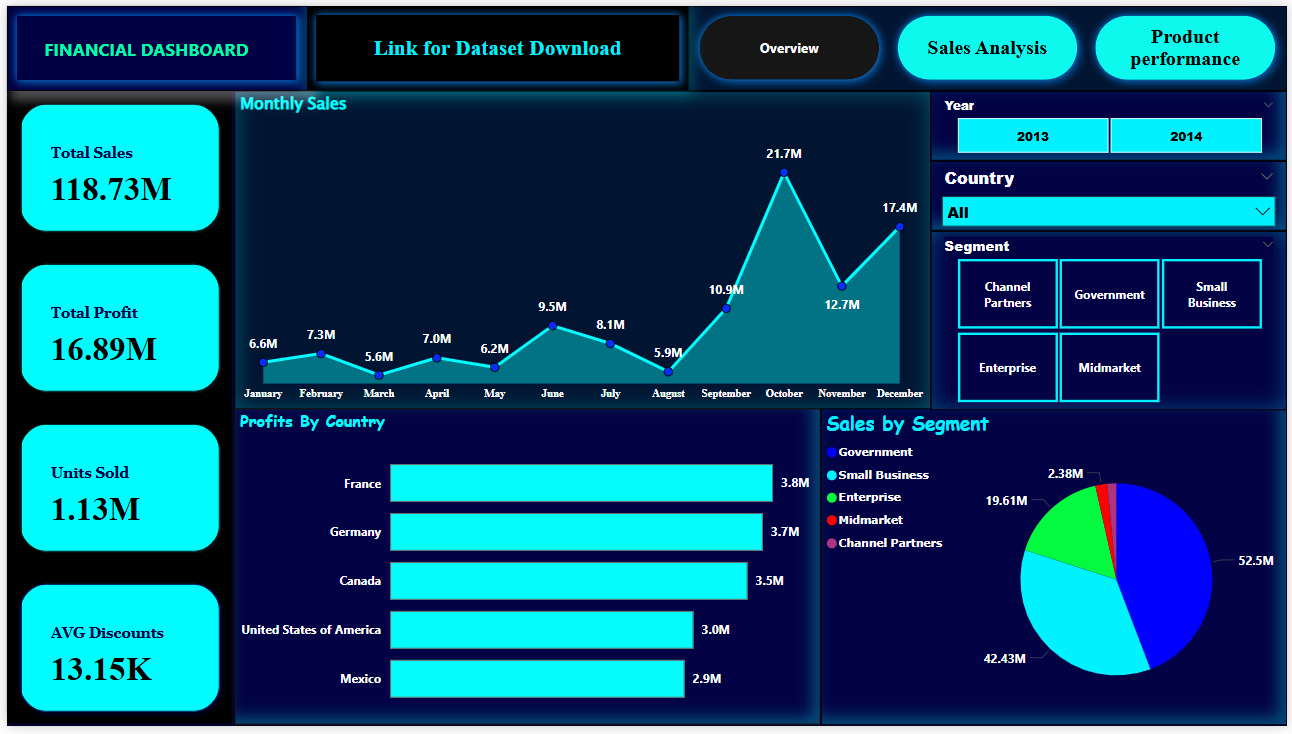 FINANCIAL DASHBOARD
Link for Dataset Download
Overview
Sales Analysis
Product
performance
Total Sales
118.73M
Total Profit
16.89M
Units Sold
1.13M
AVG Discounts
13.15K
Monthly Sales
21.7M
17.4M
10.9M
12.7M
9.5M
8.1M
7.3M
7.0M
6.6M
6.2M
5.6M
5.9M
January February March April May June July August September October November December
Year
2013 2014
Country
All
Segment
Channel
Partners
Government
Small
Business
Enterprise
Midmarket
Profits By Country
France 3.8M
Germany 3.7M
Canada 3.5M
United States of America 3.0M
Mexico 2.9M
Sales by Segment
Government
Small Business
Enterprise
Midmarket
Channel Partners
2.38M
19.61M
52.5M
42.43M